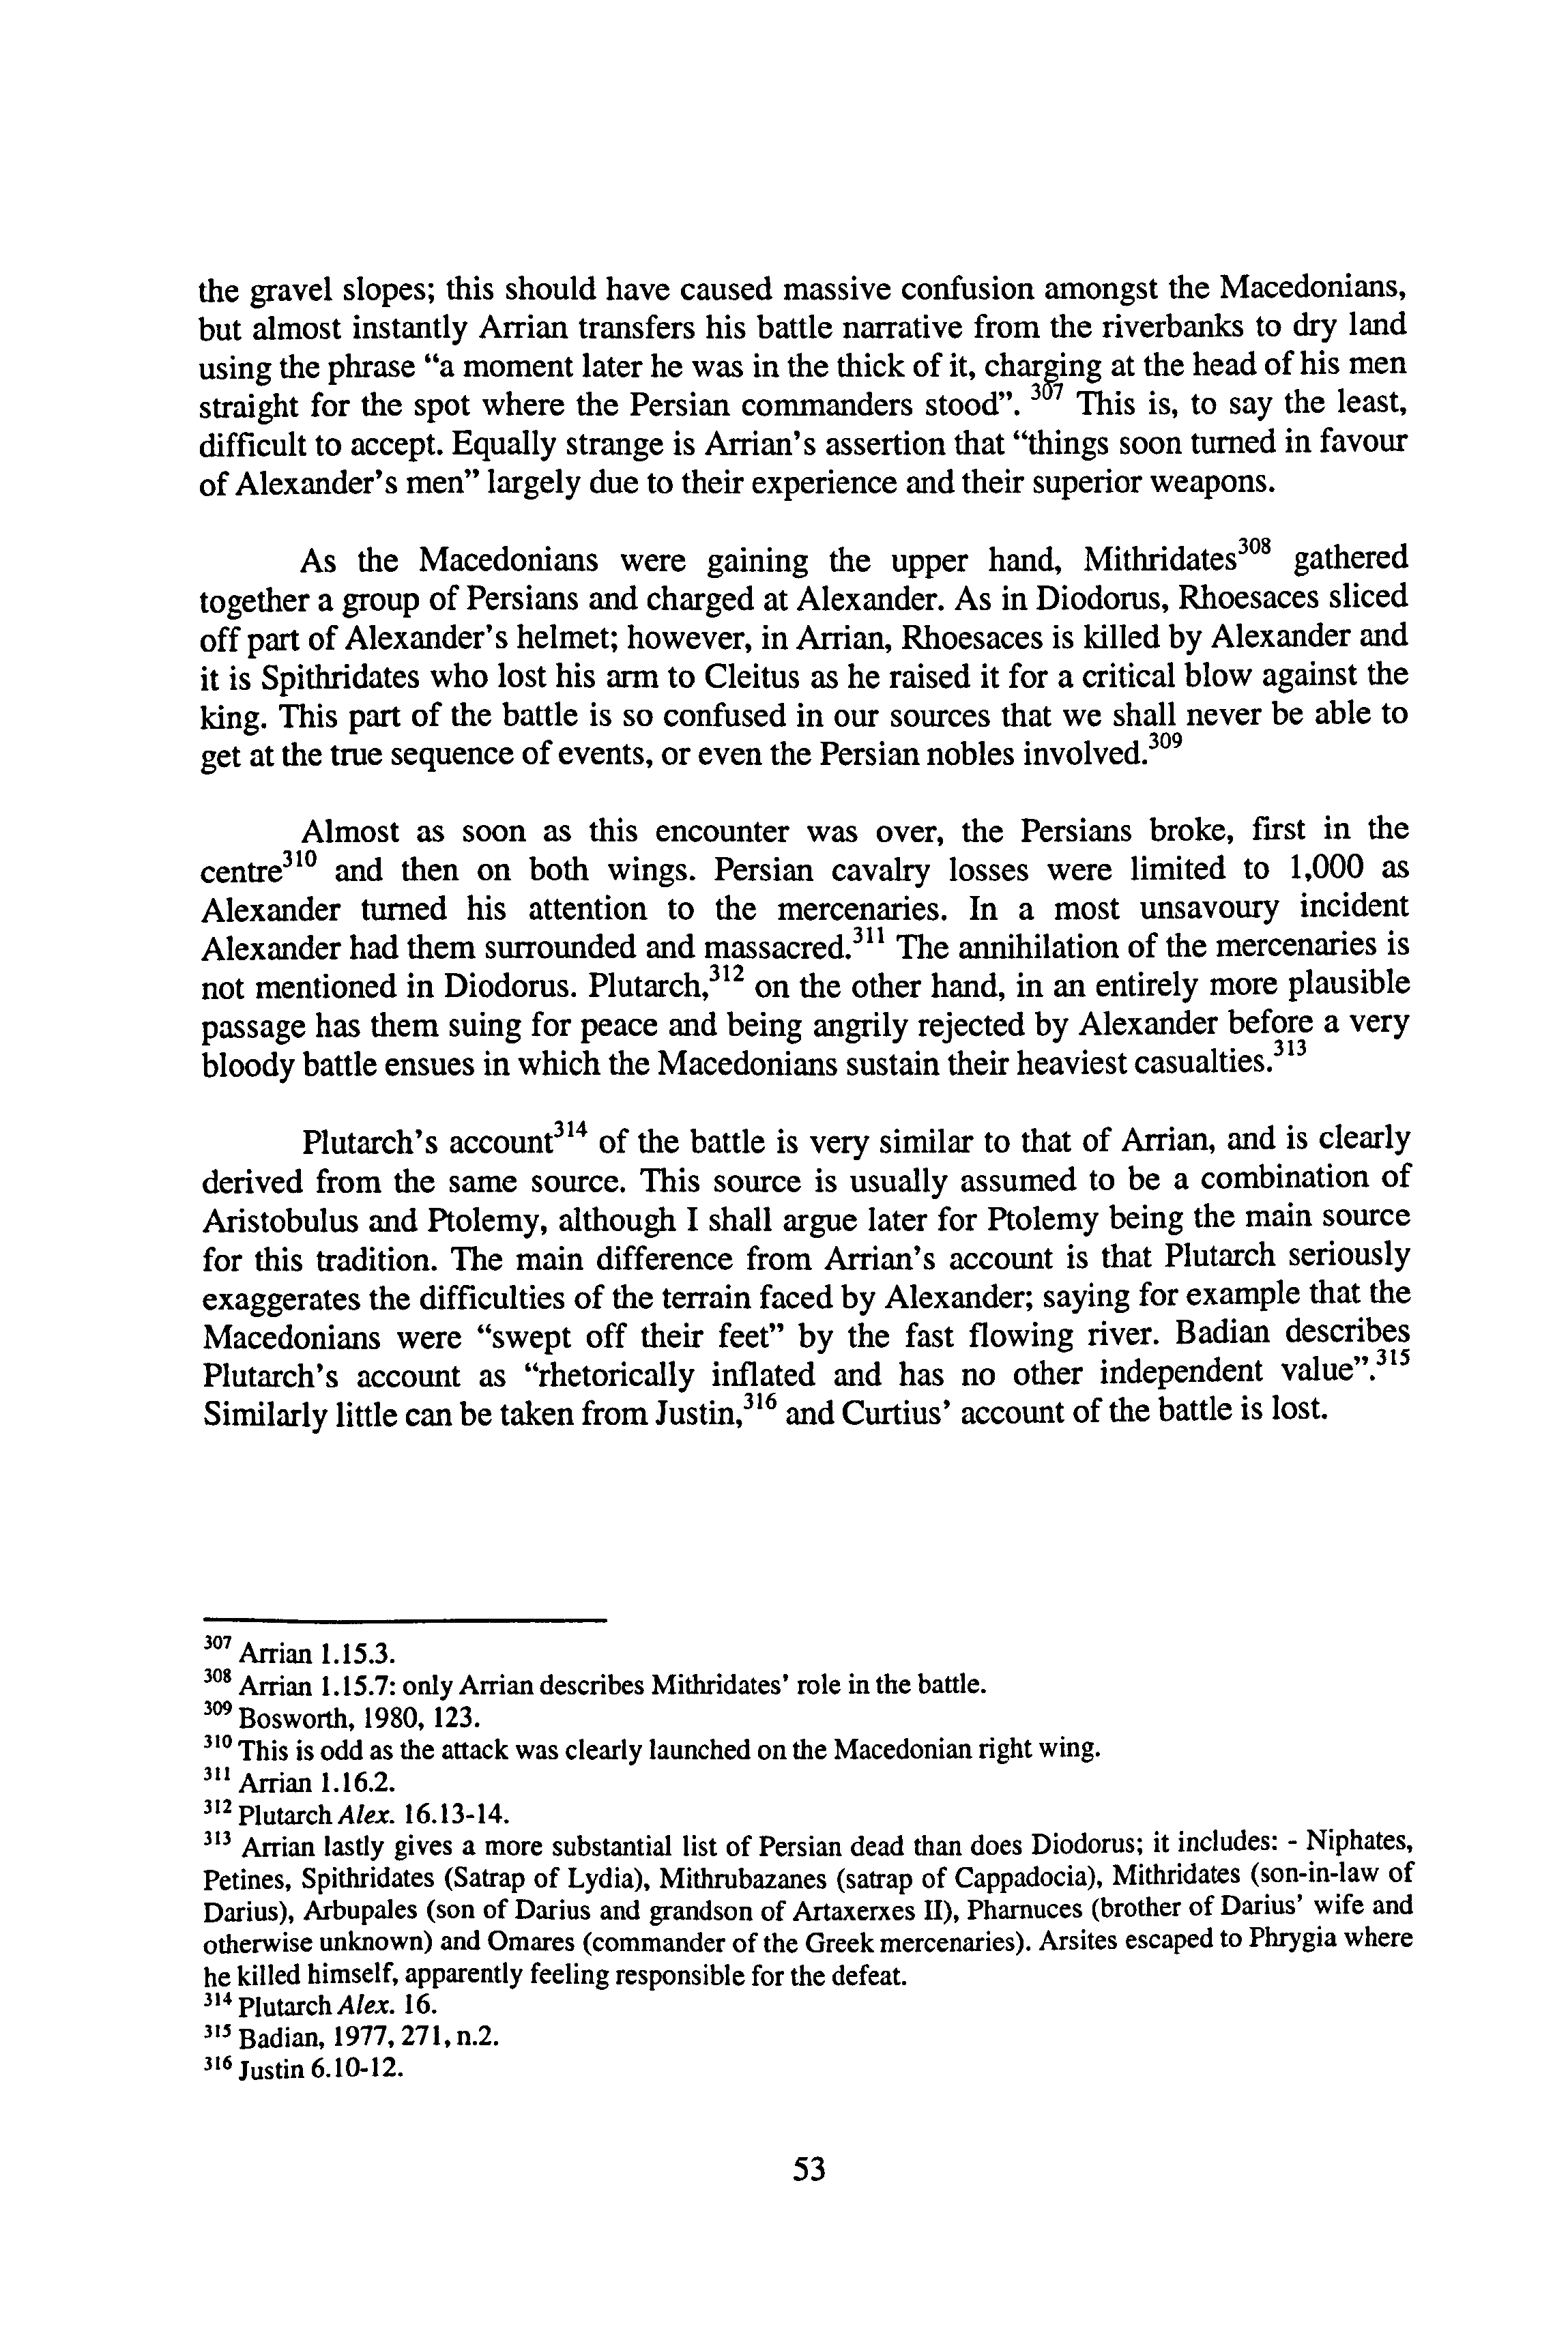 the gravel slopes; this should have caused massive confusion amongst the Macedonians,
but almost instantly Arrian transfers his battle narrative from the riverbanks to dry land
using the phrase “a moment later he was in the thick of it, charging at the head of his men
straight for the spot where the Persian commanders stood”. 307 This is, to say the least,
difficult to accept. Equally strange is Arrian’s assertion that “things soon turned in favour
of Alexander’s men” largely due to their experience and their superior weapons.
As the Macedonians were gaining the upper hand, Mithridates308 gathered
together a group of Persians and charged at Alexander. As in Diodorus, Rhoesaces sliced
off part of Alexander’s helmet; however, in Arrian, Rhoesaces is killed by Alexander and
it is Spithridates who lost his arm to Cleitus as he raised it for a critical blow against the
king. This part of the battle is so confused in our sources that we shall never be able to
get at the true sequence of events, or even the Persian nobles involved.309
Almost as soon as this encounter was over, the Persians broke, first in the
centre310 and then on both wings. Persian cavalry losses were limited to 1,000 as
Alexander turned his attention to the mercenaries. In a most unsavoury incident
Alexander had them surrounded and massacred.311 The annihilation of the mercenaries is
not mentioned in Diodorus. Plutarch,312 on the other hand, in an entirely more plausible
passage has them suing for peace and being angrily rejected by Alexander before a very
bloody battle ensues in which the Macedonians sustain their heaviest casualties.313
Plutarch’s account314 of the battle is very similar to that of Arrian, and is clearly
derived from the same source. This source is usually assumed to be a combination of
Aristobulus and Ptolemy, although I shall argue later for Ptolemy being the main source
for this tradition. The main difference from Arrian’s account is that Plutarch seriously
exaggerates the difficulties of the terrain faced by Alexander; saying for example that the
Macedonians were “swept off their feet” by the fast flowing river. Badian describes
Plutarch’s account as “rhetorically inflated and has no other independent value”.315
Similarly little can be taken from Justin,316 and Curtius’ account of the battle is lost.
307 Arrian 1.15.3.
308 Arrian 1.15.7: only Arrian describes Mithridates’ role in the battle.
309 Bosworth, 1980, 123.
310 This is odd as the attack was clearly launched on the Macedonian right wing.
311 Arrian 1.16.2.
312 Plutarch Alex. 16.13-14.
313 Arrian lastly gives a more substantial list of Persian dead than does Diodorus; it includes: - Niphates,
Petines, Spithridates (Satrap of Lydia), Mithrubazanes (satrap of Cappadocia), Mithridates (son-in-law of
Darius), Arbupales (son of Darius and grandson of Artaxerxes II), Pharnuces (brother of Darius’ wife and
otherwise unknown) and Omares (commander of the Greek mercenaries). Arsites escaped to Phrygia where
he killed himself, apparently feeling responsible for the defeat.
314 Plutarch Alex. 16.
315 Badian, 1977, 271, n.2.
316 Justin 6.10-12.
53